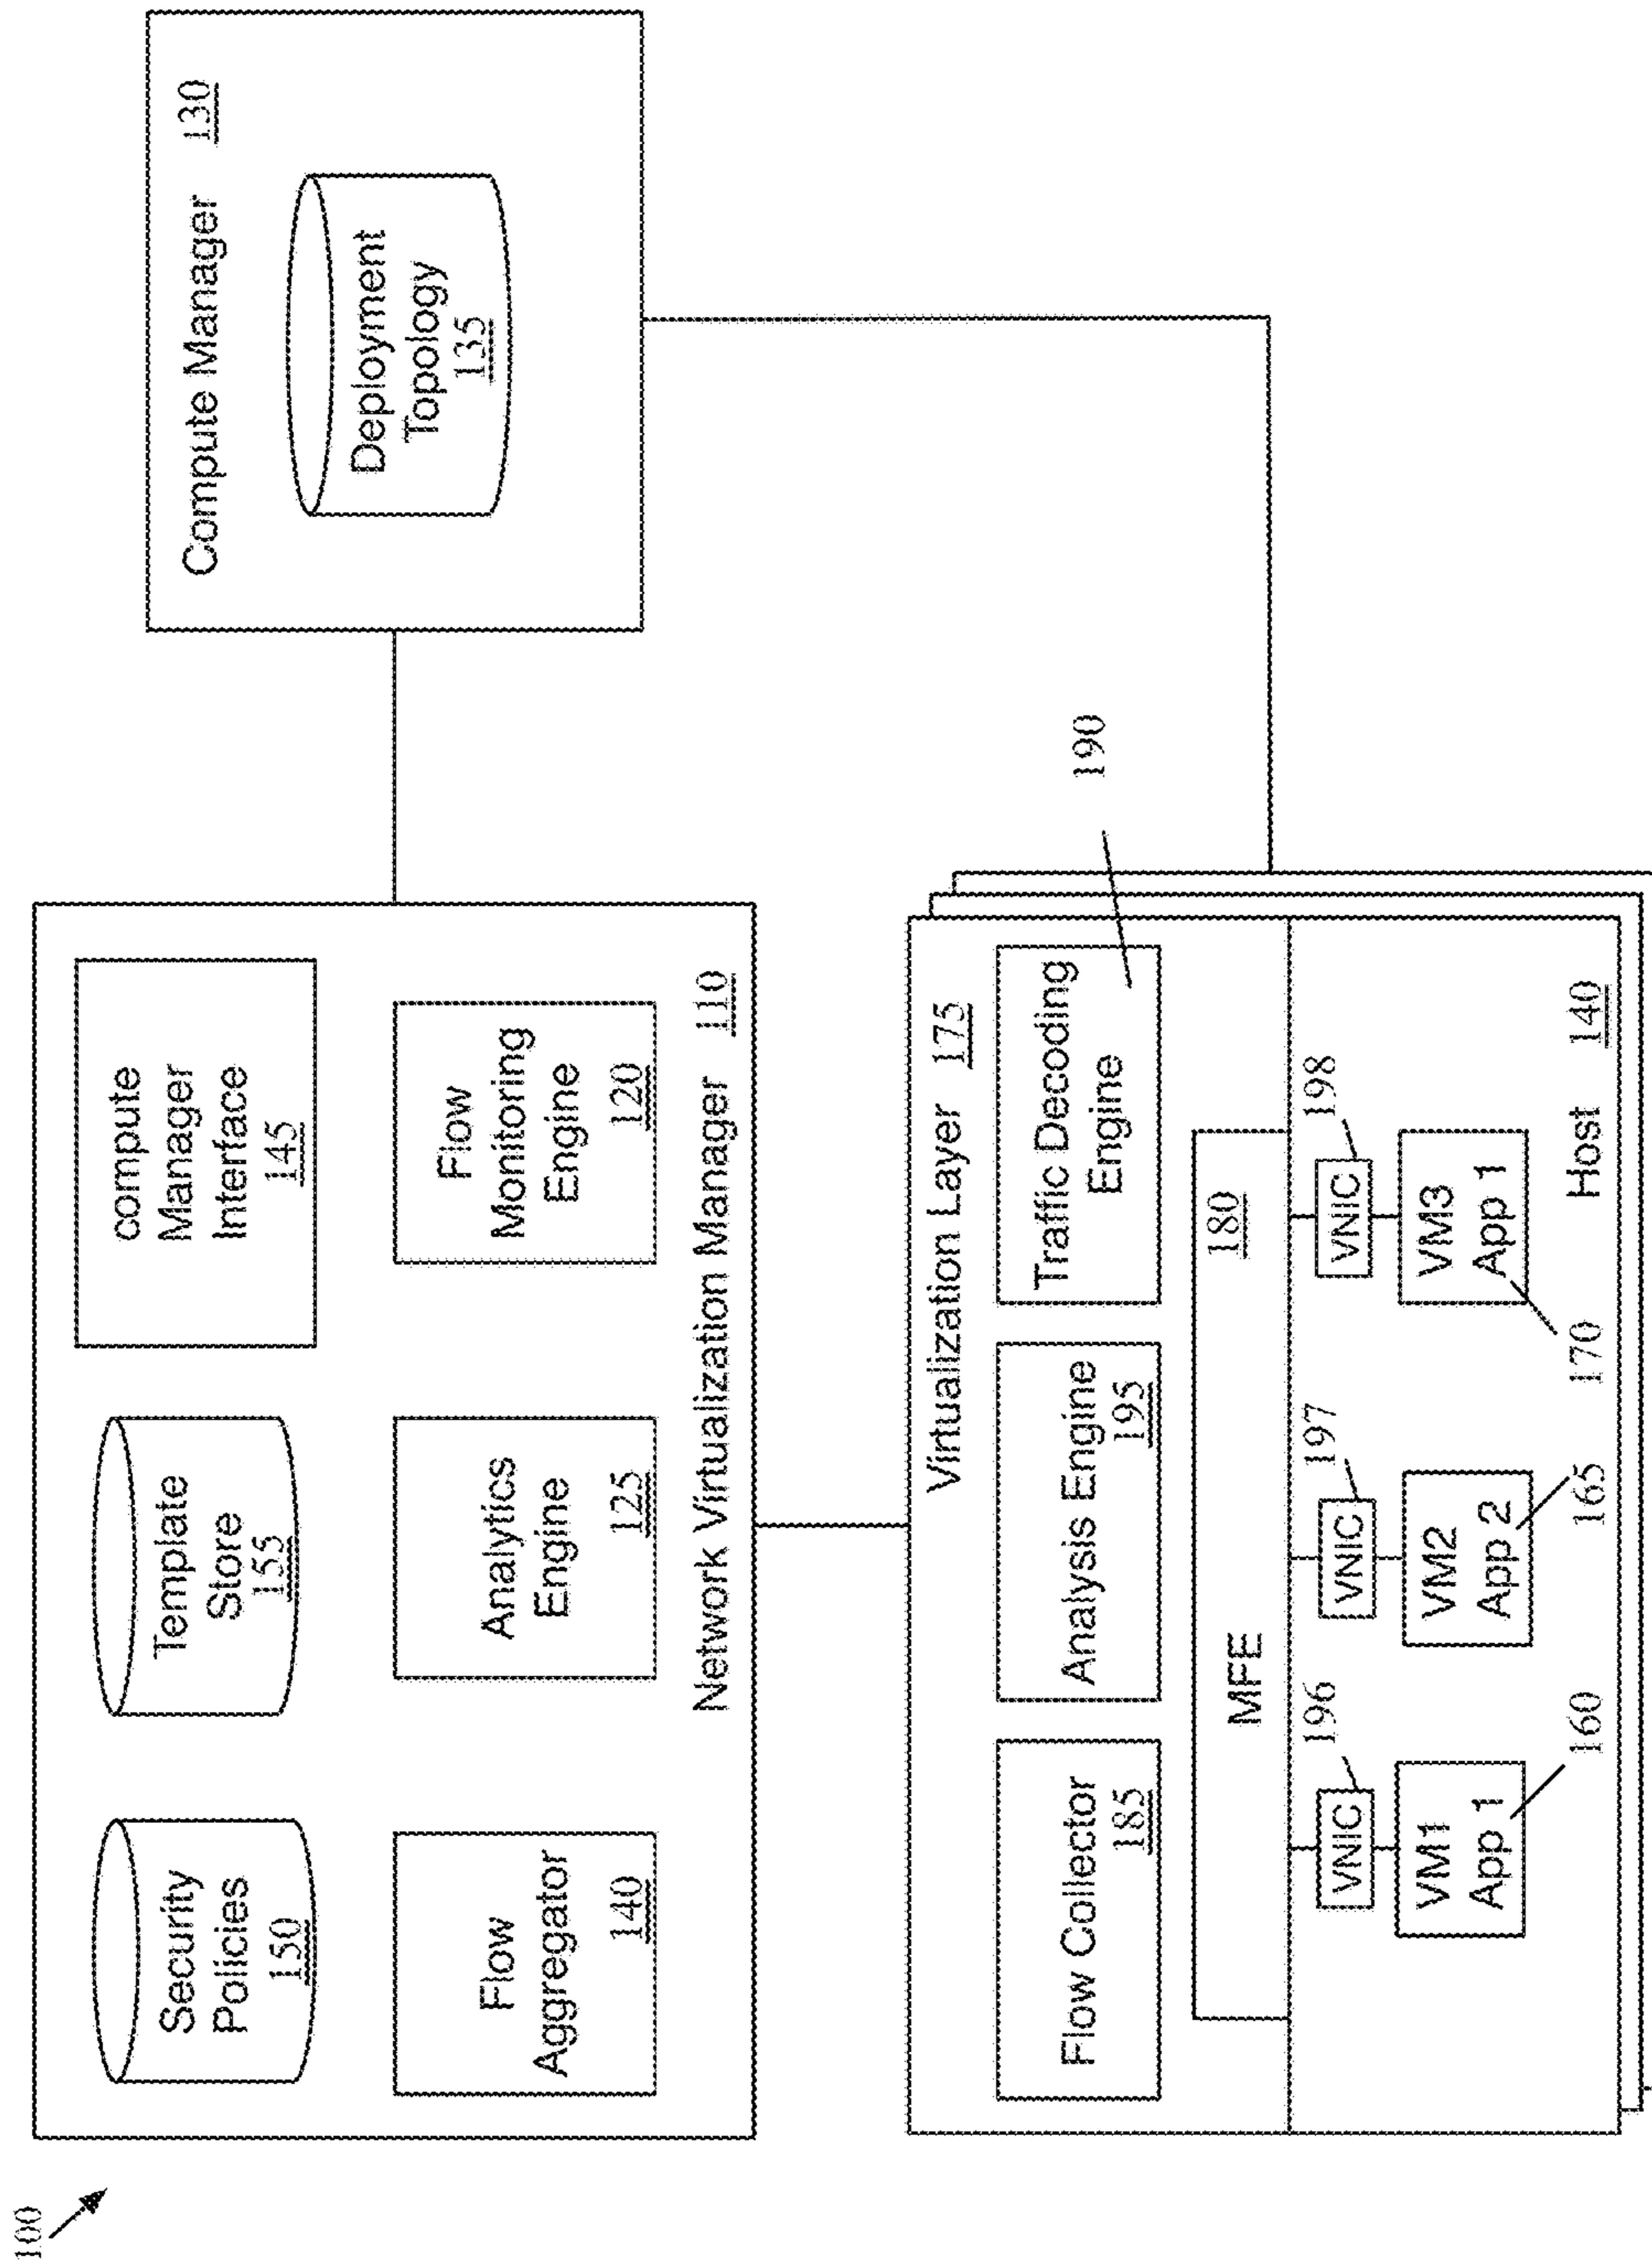 100
Security
Policies
150
Template
Store
155
compute
Manager
Interface
145
Flow
Aggregator
140
Analytics
Engine
125
Flow
Monitoring
Engine
120
Network Virtualization Manager 110
Compute Manager 130
Deployment
Topology
135
Virtualization Layer 175
Flow Collector
185
Analysis Engine
195
Traffic Decoding
Engine
190
MFE
180
VNIC
196
VNIC
197
VNIC
198
VM1
App 1
160
VM2
App 2
165
VM3
App 1
170
Host 140